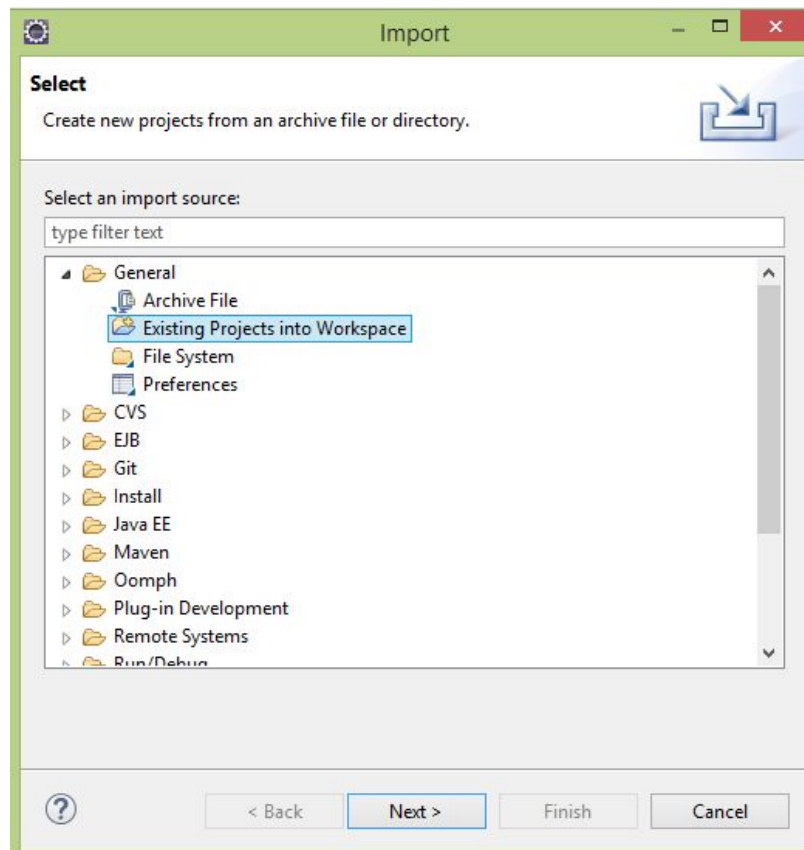 Import
Select
Create new projects from an archive file or directory.
Select an import source:
type filter text
General
Archive File
Existing Projects into Workspace
File System
Preferences
CVS
EJB
Git
Install
Java EE
Maven
Oomph
Plug-in Development
Remote Systems
Run/Debug
?
< Back Next > Finish Cancel